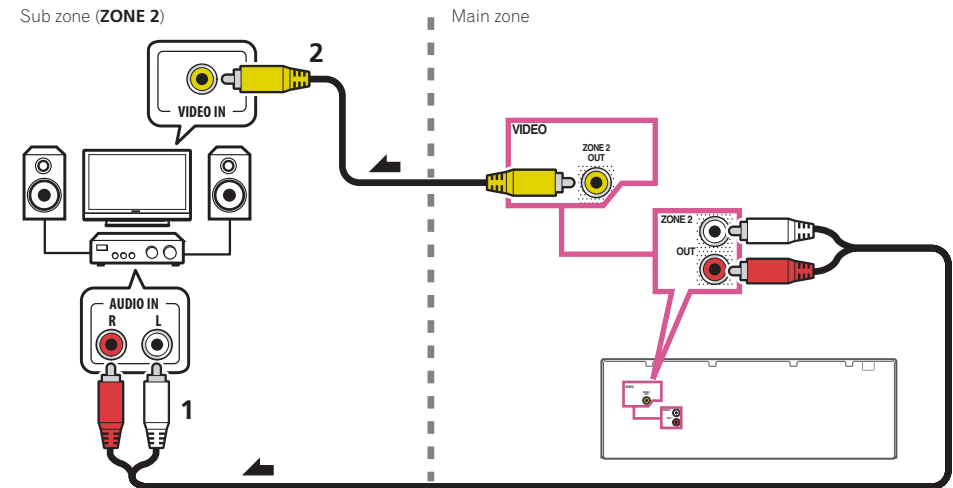 Sub zone (ZONE 2)
Main zone
2
VIDEO IN
VIDEO
ZONE 2
OUT
ZONE 2
OUT
AUDIO IN
R L
1
VIDEO